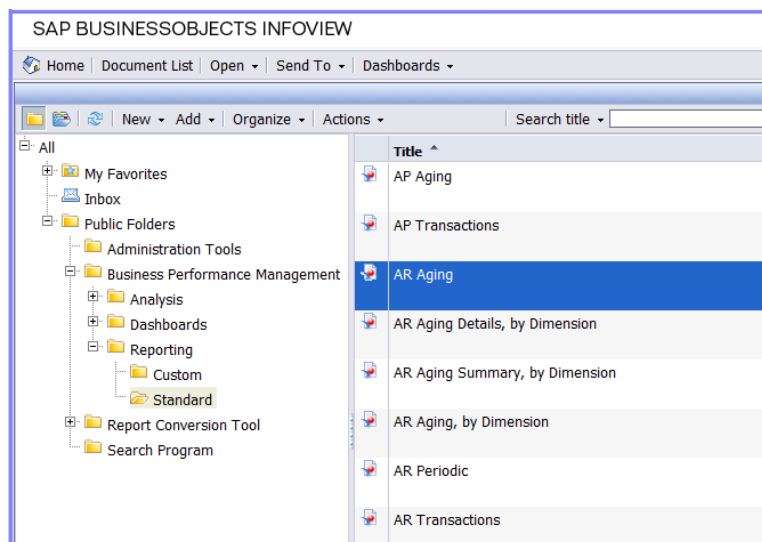 SAP BUSINESSOBJECTS INFOVIEW
Home Document List Open Send To Dashboards
New Add Organize Actions Search title
All
My Favorites
Inbox
Public Folders
Administration Tools
Business Performance Management
Analysis
Dashboards
Reporting
Custom
Standard
Report Conversion Tool
Search Program
Title
AP Aging
AP Transactions
AR Aging
AR Aging Details, by Dimension
AR Aging Summary, by Dimension
AR Aging, by Dimension
AR Periodic
AR Transactions